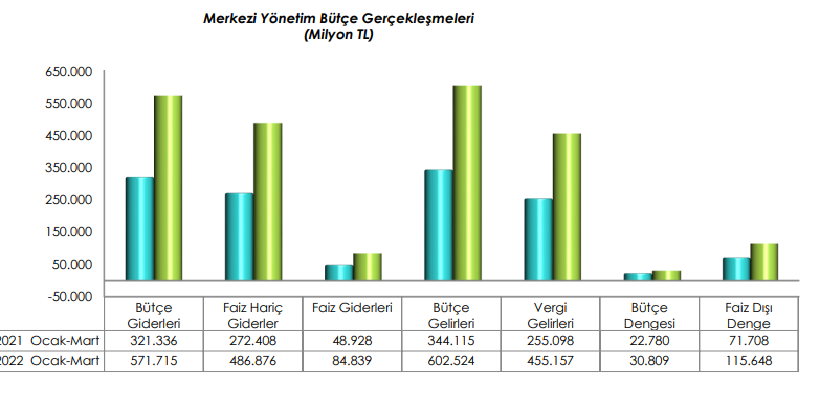 Merkezi Yönetim Bütçe Gerçekleşmeleri
(Milyon TL)
650.000
550.000
450.000
350.000
250.000
150.000
50.000
-50.000
Bütçe Giderleri Faiz Hariç Giderler Faiz Giderleri Bütçe Gelirleri Vergi Gelirleri Bütçe Dengesi Faiz Dışı Denge
2021 Ocak-Mart 321.336 272.408 48.928 344.115 255.098 22.780 71.708
2022 Ocak-Mart 571.715 486.876 84.839 602.524 455.157 30.809 115.648